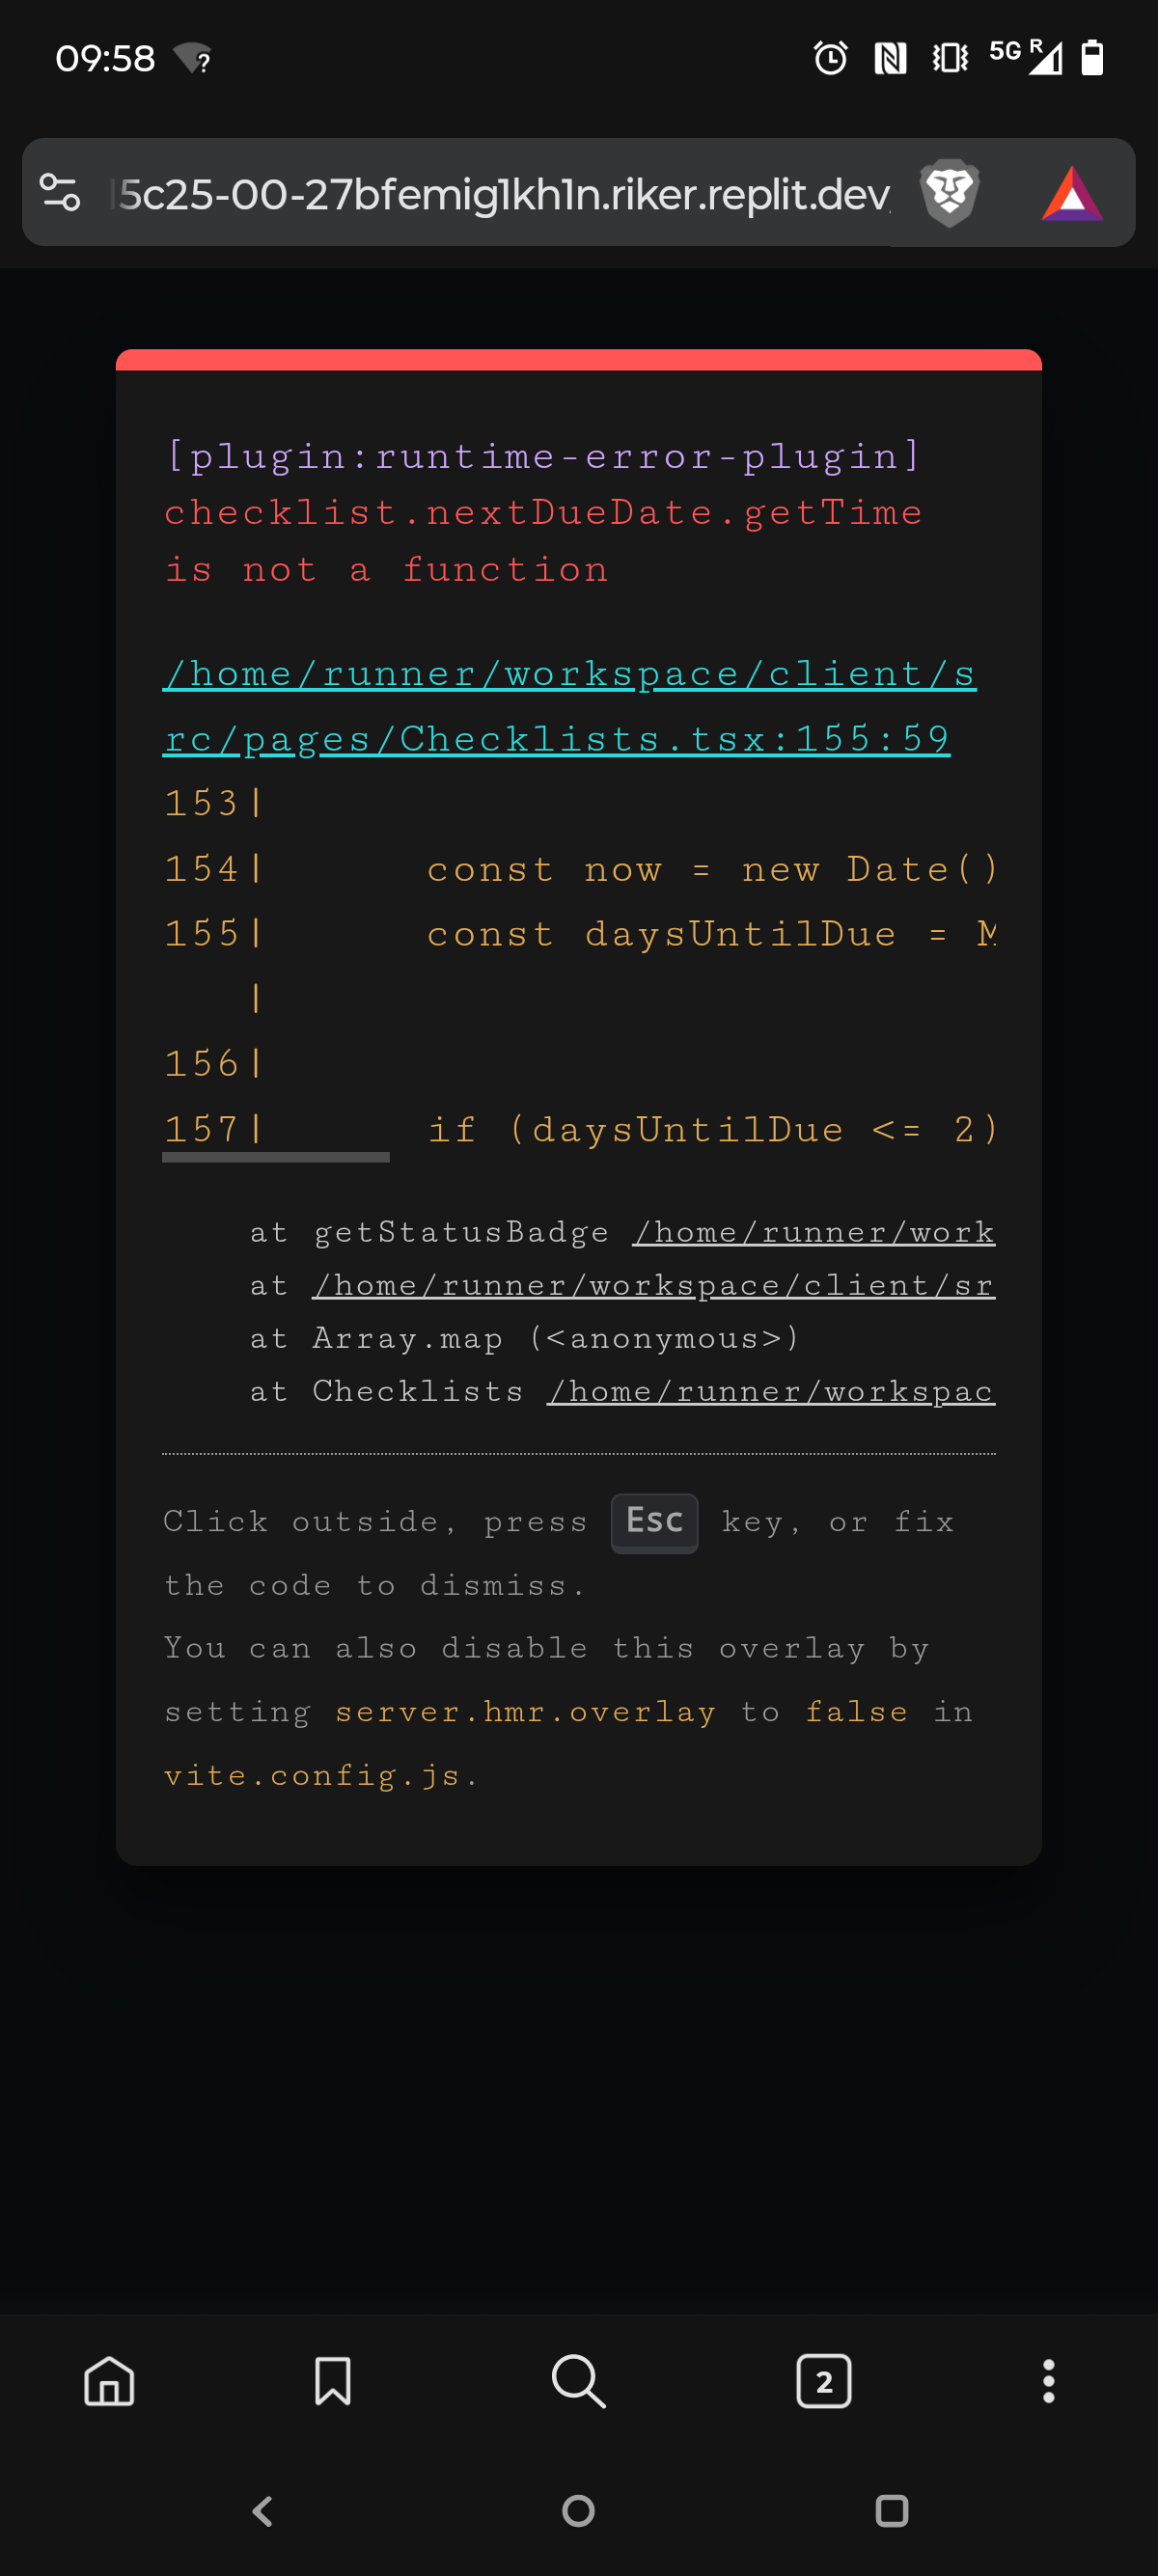 09:58
5G R
5c25-00-27bfemig1kh1n.riker.replit.dev
[plugin:runtime-error-plugin]
checklist.nextDueDate.getTime
is not a function
/home/runner/workspace/client/s
rc/pages/Checklists.tsx:155:59
153|
154|      const now = new Date()
155|      const daysUntilDue = M
|
156|
157|      if (daysUntilDue <= 2)
at getStatusBadge /home/runner/work
at /home/runner/workspace/client/sr
at Array.map (<anonymous>)
at Checklists /home/runner/workspac
Click outside, press Esc key, or fix
the code to dismiss.
You can also disable this overlay by
setting server.hmr.overlay to false in
vite.config.js.
2